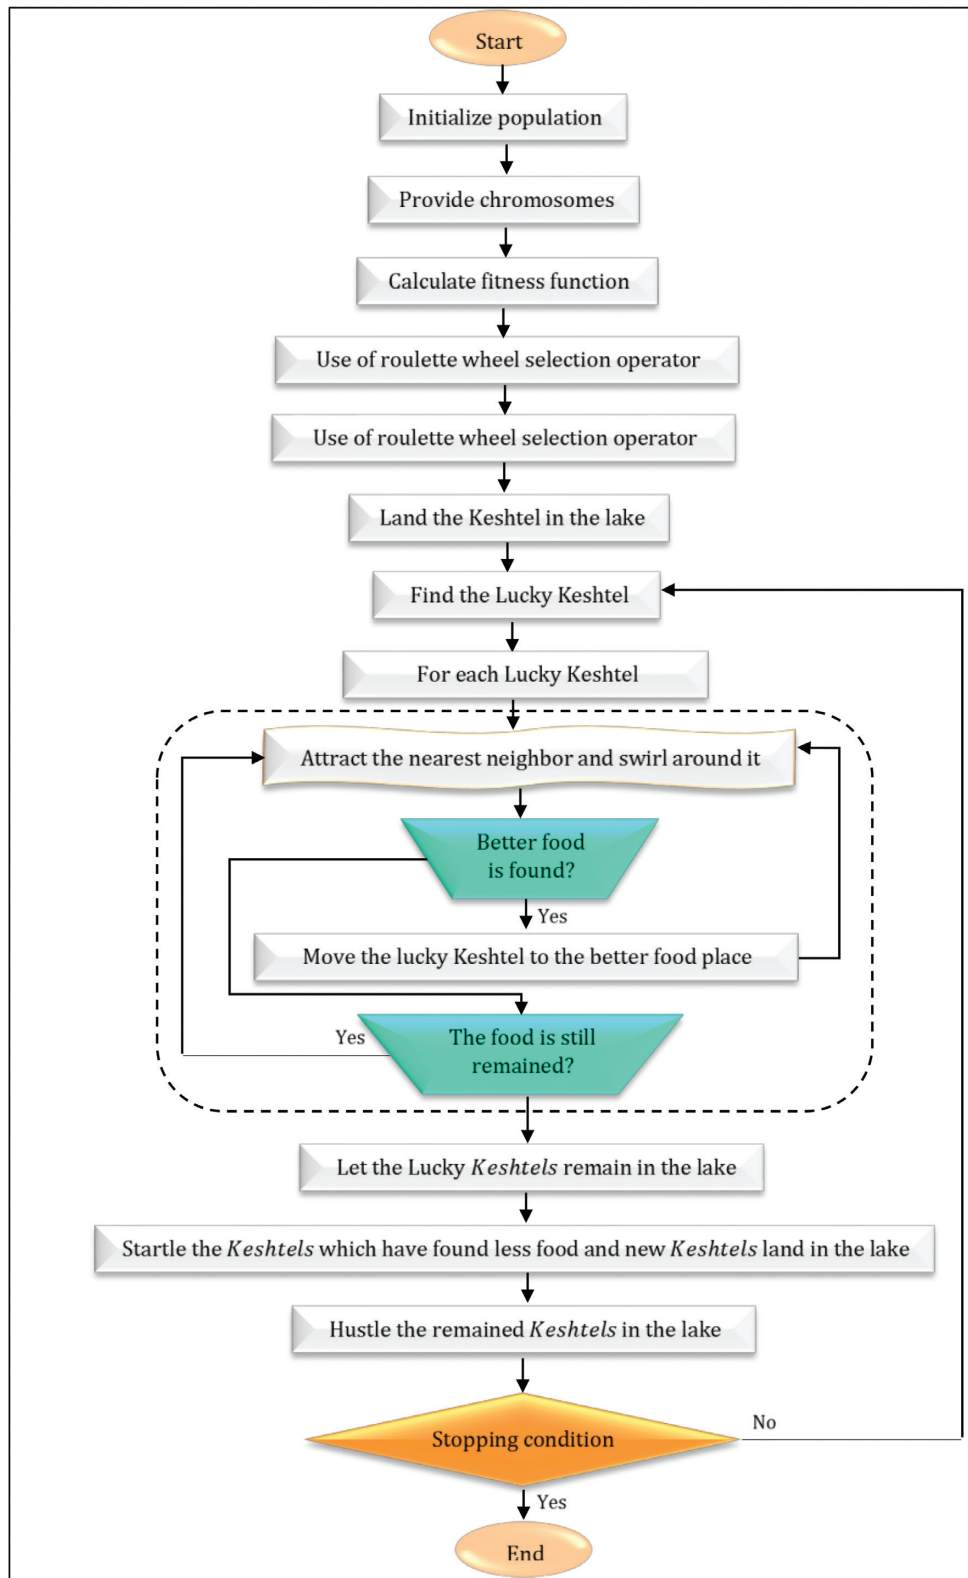 Start
Initialize population
Provide chromosomes
Calculate fitness function
Use of roulette wheel selection operator
Use of roulette wheel selection operator
Land the Keshtel in the lake
Find the Lucky Keshtel
For each Lucky Keshtel
Attract the nearest neighbor and swirl around it
Better food
is found?
Yes
Move the lucky Keshtel to the better food place
Yes
The food is still
remained?
Let the Lucky Keshtels remain in the lake
Startle the Keshtels which have found less food and new Keshtels land in the lake
Hustle the remained Keshtels in the lake
Stopping condition
No
Yes
End